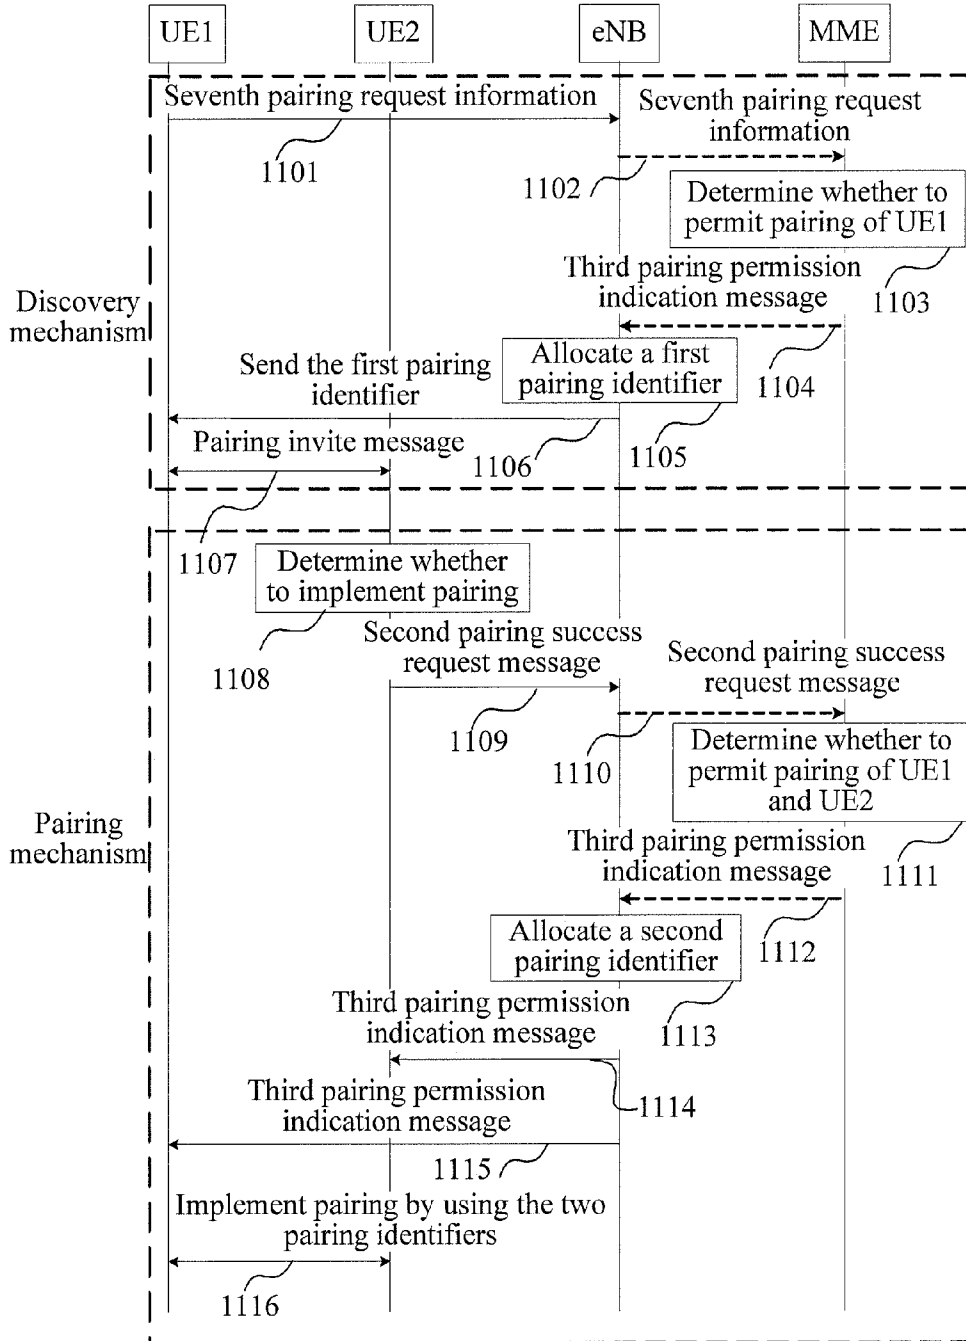 UE1
UE2
eNB
MME
Seventh pairing request information
1101
Seventh pairing request
information
1102
Determine whether to
permit pairing of UE1
1103
Third pairing permission
indication message
1104
Discovery
mechanism
Allocate a first
pairing identifier
1105
Send the first pairing
identifier
1106
Pairing invite message
1107
Determine whether
to implement pairing
1108
Second pairing success
request message
1109
Second pairing success
request message
1110
Determine whether to
permit pairing of UE1
and UE2
1111
Pairing
mechanism
Third pairing permission
indication message
1112
Allocate a second
pairing identifier
1113
Third pairing permission
indication message
1114
Third pairing permission
indication message
1115
Implement pairing by using the two
pairing identifiers
1116